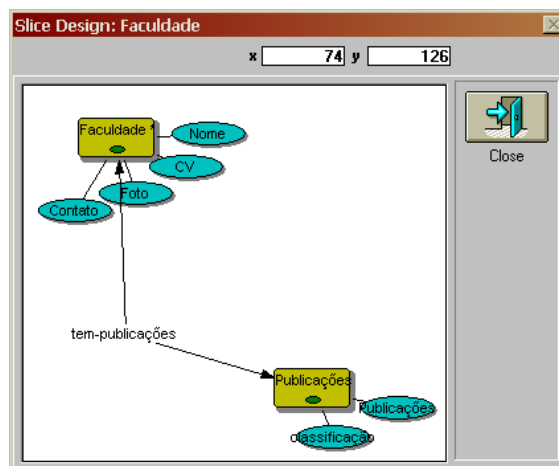 Slice Design: Faculdade
x 74 y 126
Faculdade *
Nome
CV
Foto
Contato
Close
tem-publicações
Publicações
Publicações
classificação